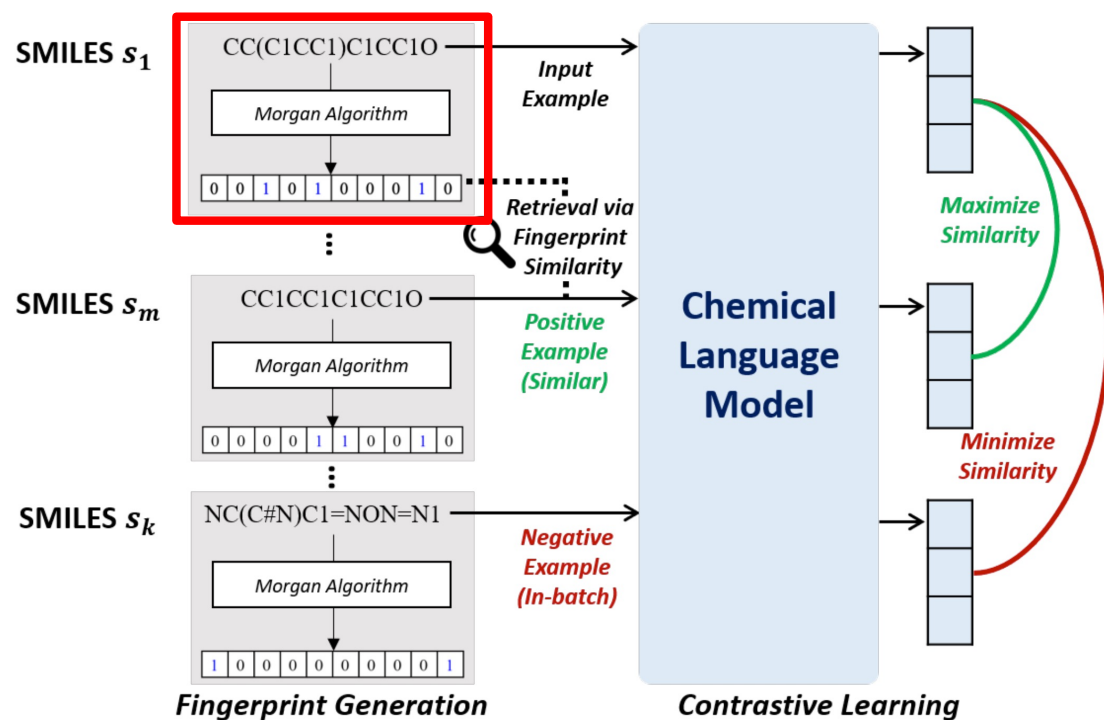 SMILES s₁
CC(C1CC1)C1CC1O
Morgan Algorithm
0 0 1 0 1 0 0 0 1 0
Input
Example
Retrieval via
Fingerprint
Similarity
SMILES sₘ
CC1CC1C1CC1O
Morgan Algorithm
0 0 0 0 1 1 0 0 1 0
Positive
Example
(Similar)
SMILES sₖ
NC(C#N)C1=NON=N1
Morgan Algorithm
1 0 0 0 0 0 0 0 0 1
Negative
Example
(In-batch)
Chemical
Language
Model
Maximize
Similarity
Minimize
Similarity
Fingerprint Generation
Contrastive Learning